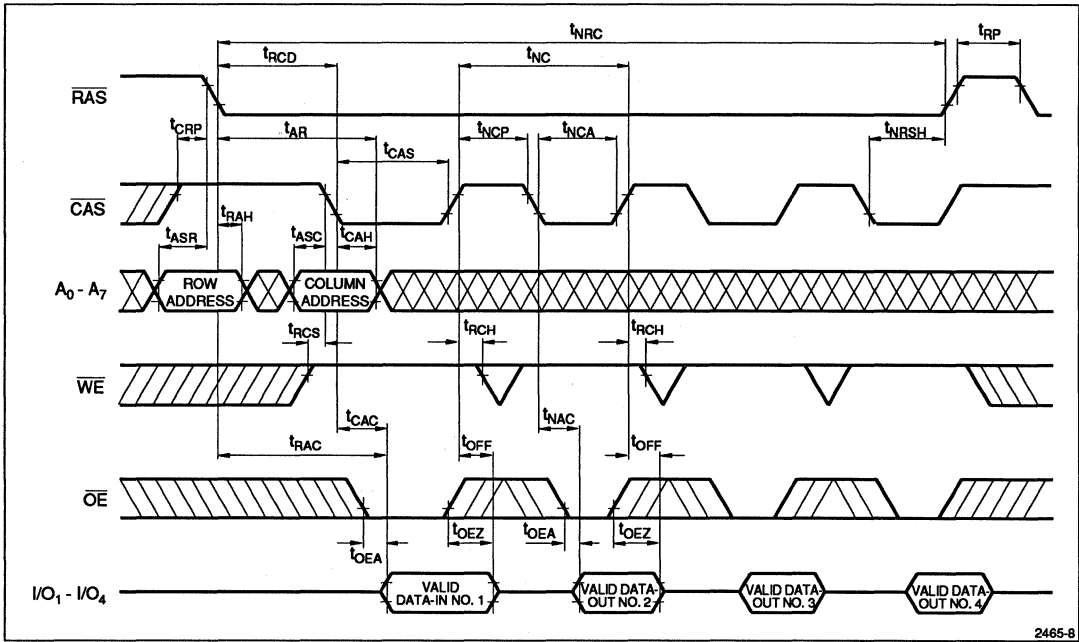 tNRC
tRP
tRCD
tNC
RAS
tCRP
tAR
tNCP
tNCA
tNRSH
tCAS
CAS
tRAH
tASR
tASC
tCAH
A0 - A7
ROW ADDRESS
COLUMN ADDRESS
tRCS
tRCH
tRCH
WE
tCAC
tNAC
tRAC
tOFF
tOFF
OE
tOEZ
tOEA
tOEZ
tOEA
I/O1 - I/O4
VALID DATA-IN NO. 1
VALID DATA-OUT NO. 2
VALID DATA-OUT NO. 3
VALID DATA-OUT NO. 4
2465-8